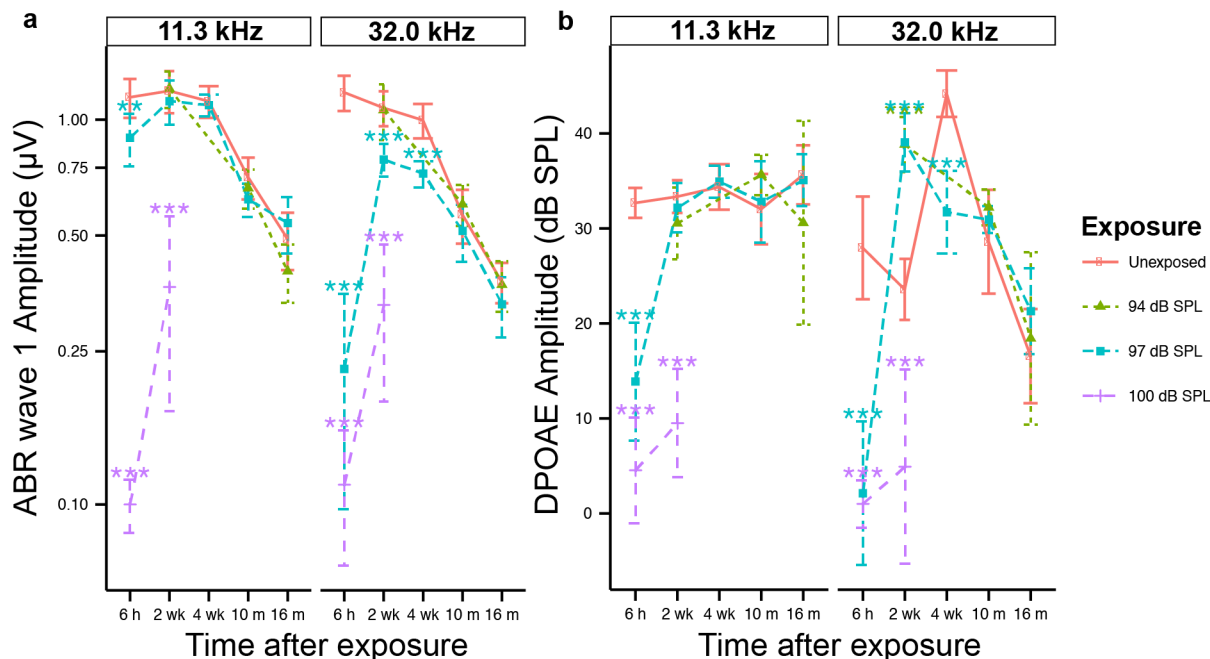 a
11.3 kHz
32.0 kHz
ABR wave 1 Amplitude (µV)
1.00
0.75
0.50
0.25
0.10
**
***
***
***
***
***
***
***
6 h
2 wk
4 wk
10 m
16 m
6 h
2 wk
4 wk
10 m
16 m
Time after exposure
b
11.3 kHz
32.0 kHz
DPOAE Amplitude (dB SPL)
40
30
20
10
0
***
***
***
***
***
***
***
***
***
6 h
2 wk
4 wk
10 m
16 m
6 h
2 wk
4 wk
10 m
16 m
Time after exposure
Exposure
Unexposed
94 dB SPL
97 dB SPL
100 dB SPL